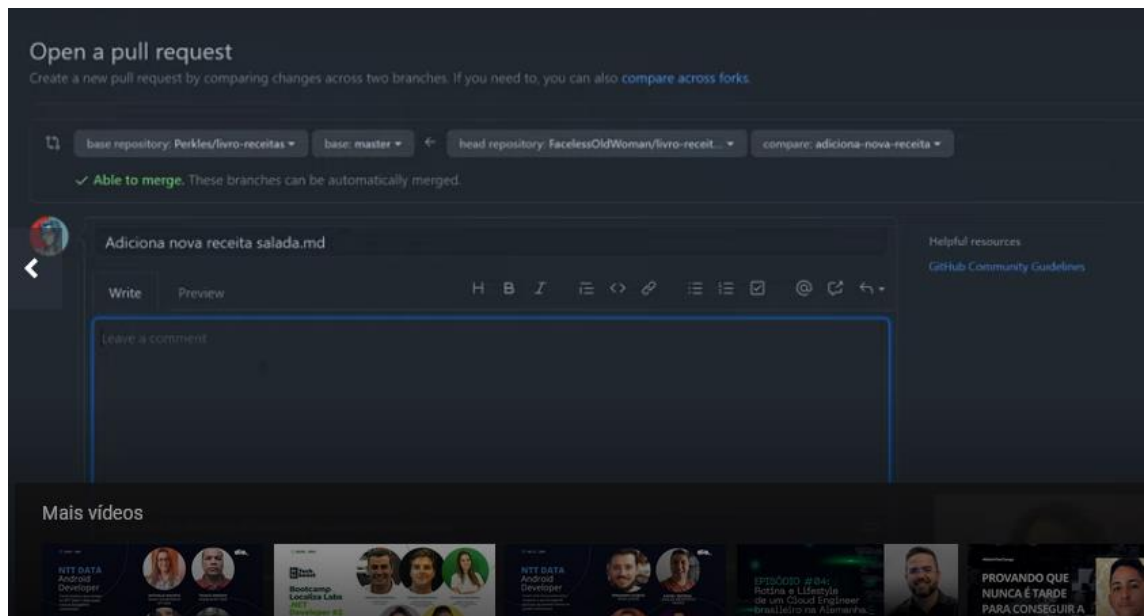 Open a pull request
Create a new pull request by comparing changes across two branches. If you need to, you can also compare across forks.
base repository: Perkles/livro-receitas
base: master
head repository: FacelessOldWoman/livro-receit...
compare: adiciona-nova-receita
Able to merge. These branches can be automatically merged.
Adiciona nova receita salada.md
Helpful resources
GitHub Community Guidelines
Write
Preview
H B I
Leave a comment
Mais vídeos
NTT DATA
Android
Developer
Bootcamp
Localiza Labs
.NET
Developer #2
NTT DATA
Android
Developer
EPISÓDIO #04:
Rotina e Lifestyle
de um Cloud Engineer
brasileiro na Alemanha...
PROVANDO QUE
NUNCA É TARDE
PARA CONSEGUIR A